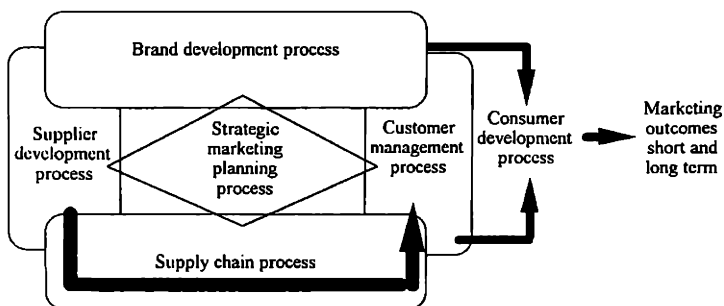 Brand development process
Supplier
development
process
Strategic
marketing
planning
process
Customer
management
process
Consumer
development
process
Marketing
outcomes
short and
long term
Supply chain process